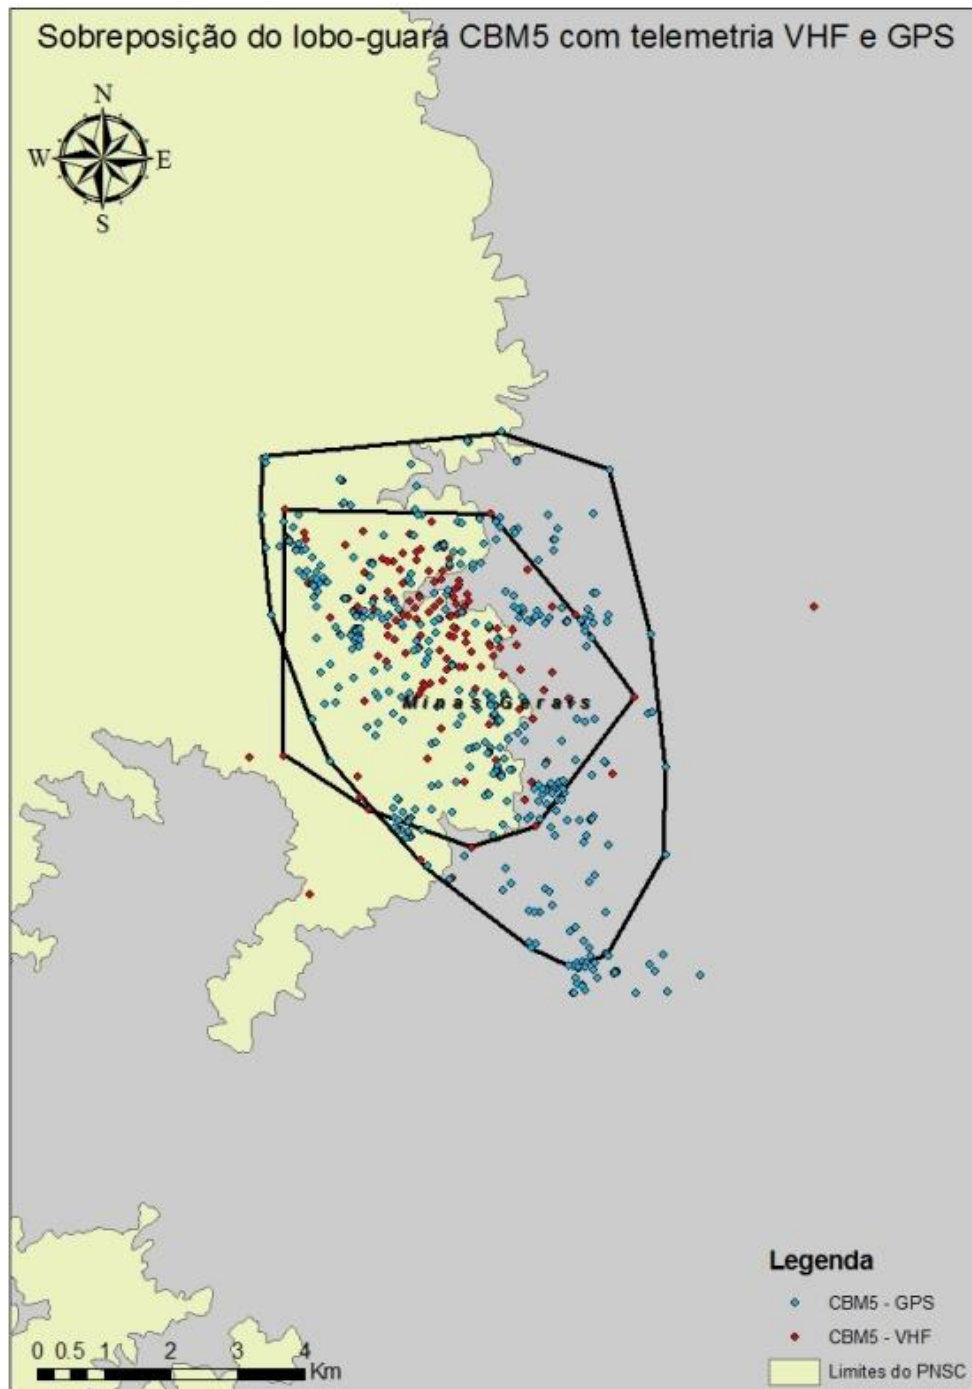 Sobreposição do lobo-guará CBM5 com telemetria VHF e GPS
N
W E
S
Minas Gerais
Legenda
CBM5 - GPS
CBM5 - VHF
Limites do PNSC
0 0.5 1 2 3 4
Km